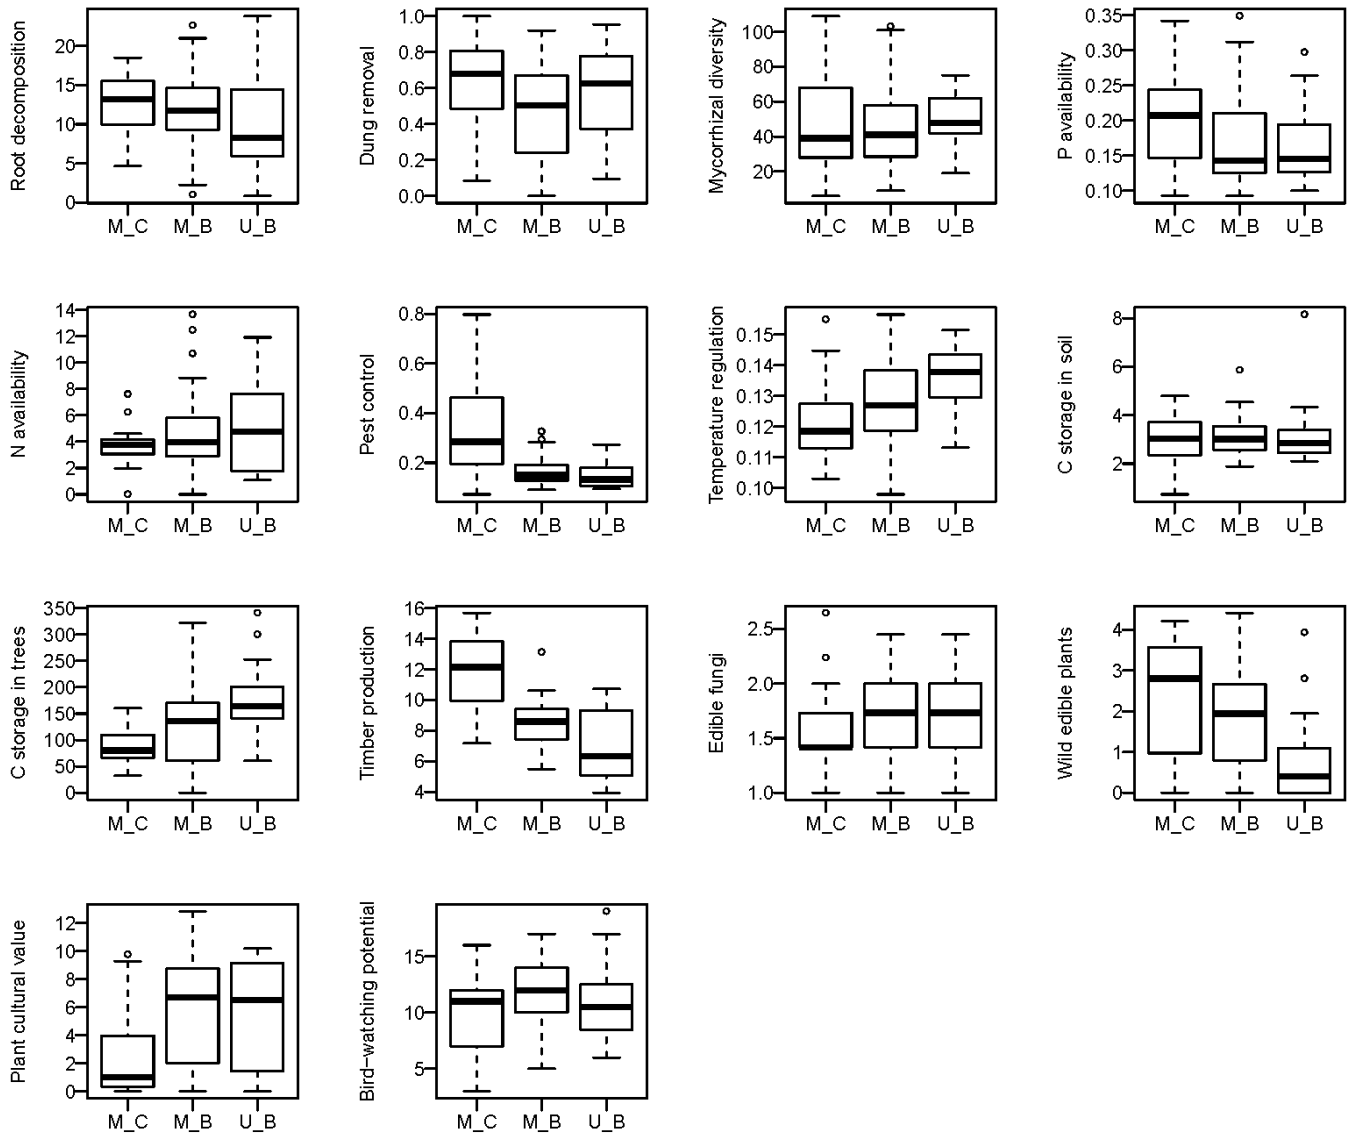 Root decomposition
20
15
10
5
0
M_C M_B U_B
Dung removal
1.0
0.8
0.6
0.4
0.2
0.0
M_C M_B U_B
Mycorrhizal diversity
100
80
60
40
20
M_C M_B U_B
P availability
0.35
0.30
0.25
0.20
0.15
0.10
M_C M_B U_B
N availability
14
12
10
8
6
4
2
0
M_C M_B U_B
Pest control
0.8
0.6
0.4
0.2
M_C M_B U_B
Temperature regulation
0.15
0.14
0.13
0.12
0.11
0.10
M_C M_B U_B
C storage in soil
8
6
4
2
M_C M_B U_B
C storage in trees
350
300
250
200
150
100
50
0
M_C M_B U_B
Timber production
16
14
12
10
8
6
4
M_C M_B U_B
Edible fungi
2.5
2.0
1.5
1.0
M_C M_B U_B
Wild edible plants
4
3
2
1
0
M_C M_B U_B
Plant cultural value
12
10
8
6
4
2
0
M_C M_B U_B
Bird−watching potential
15
10
5
M_C M_B U_B